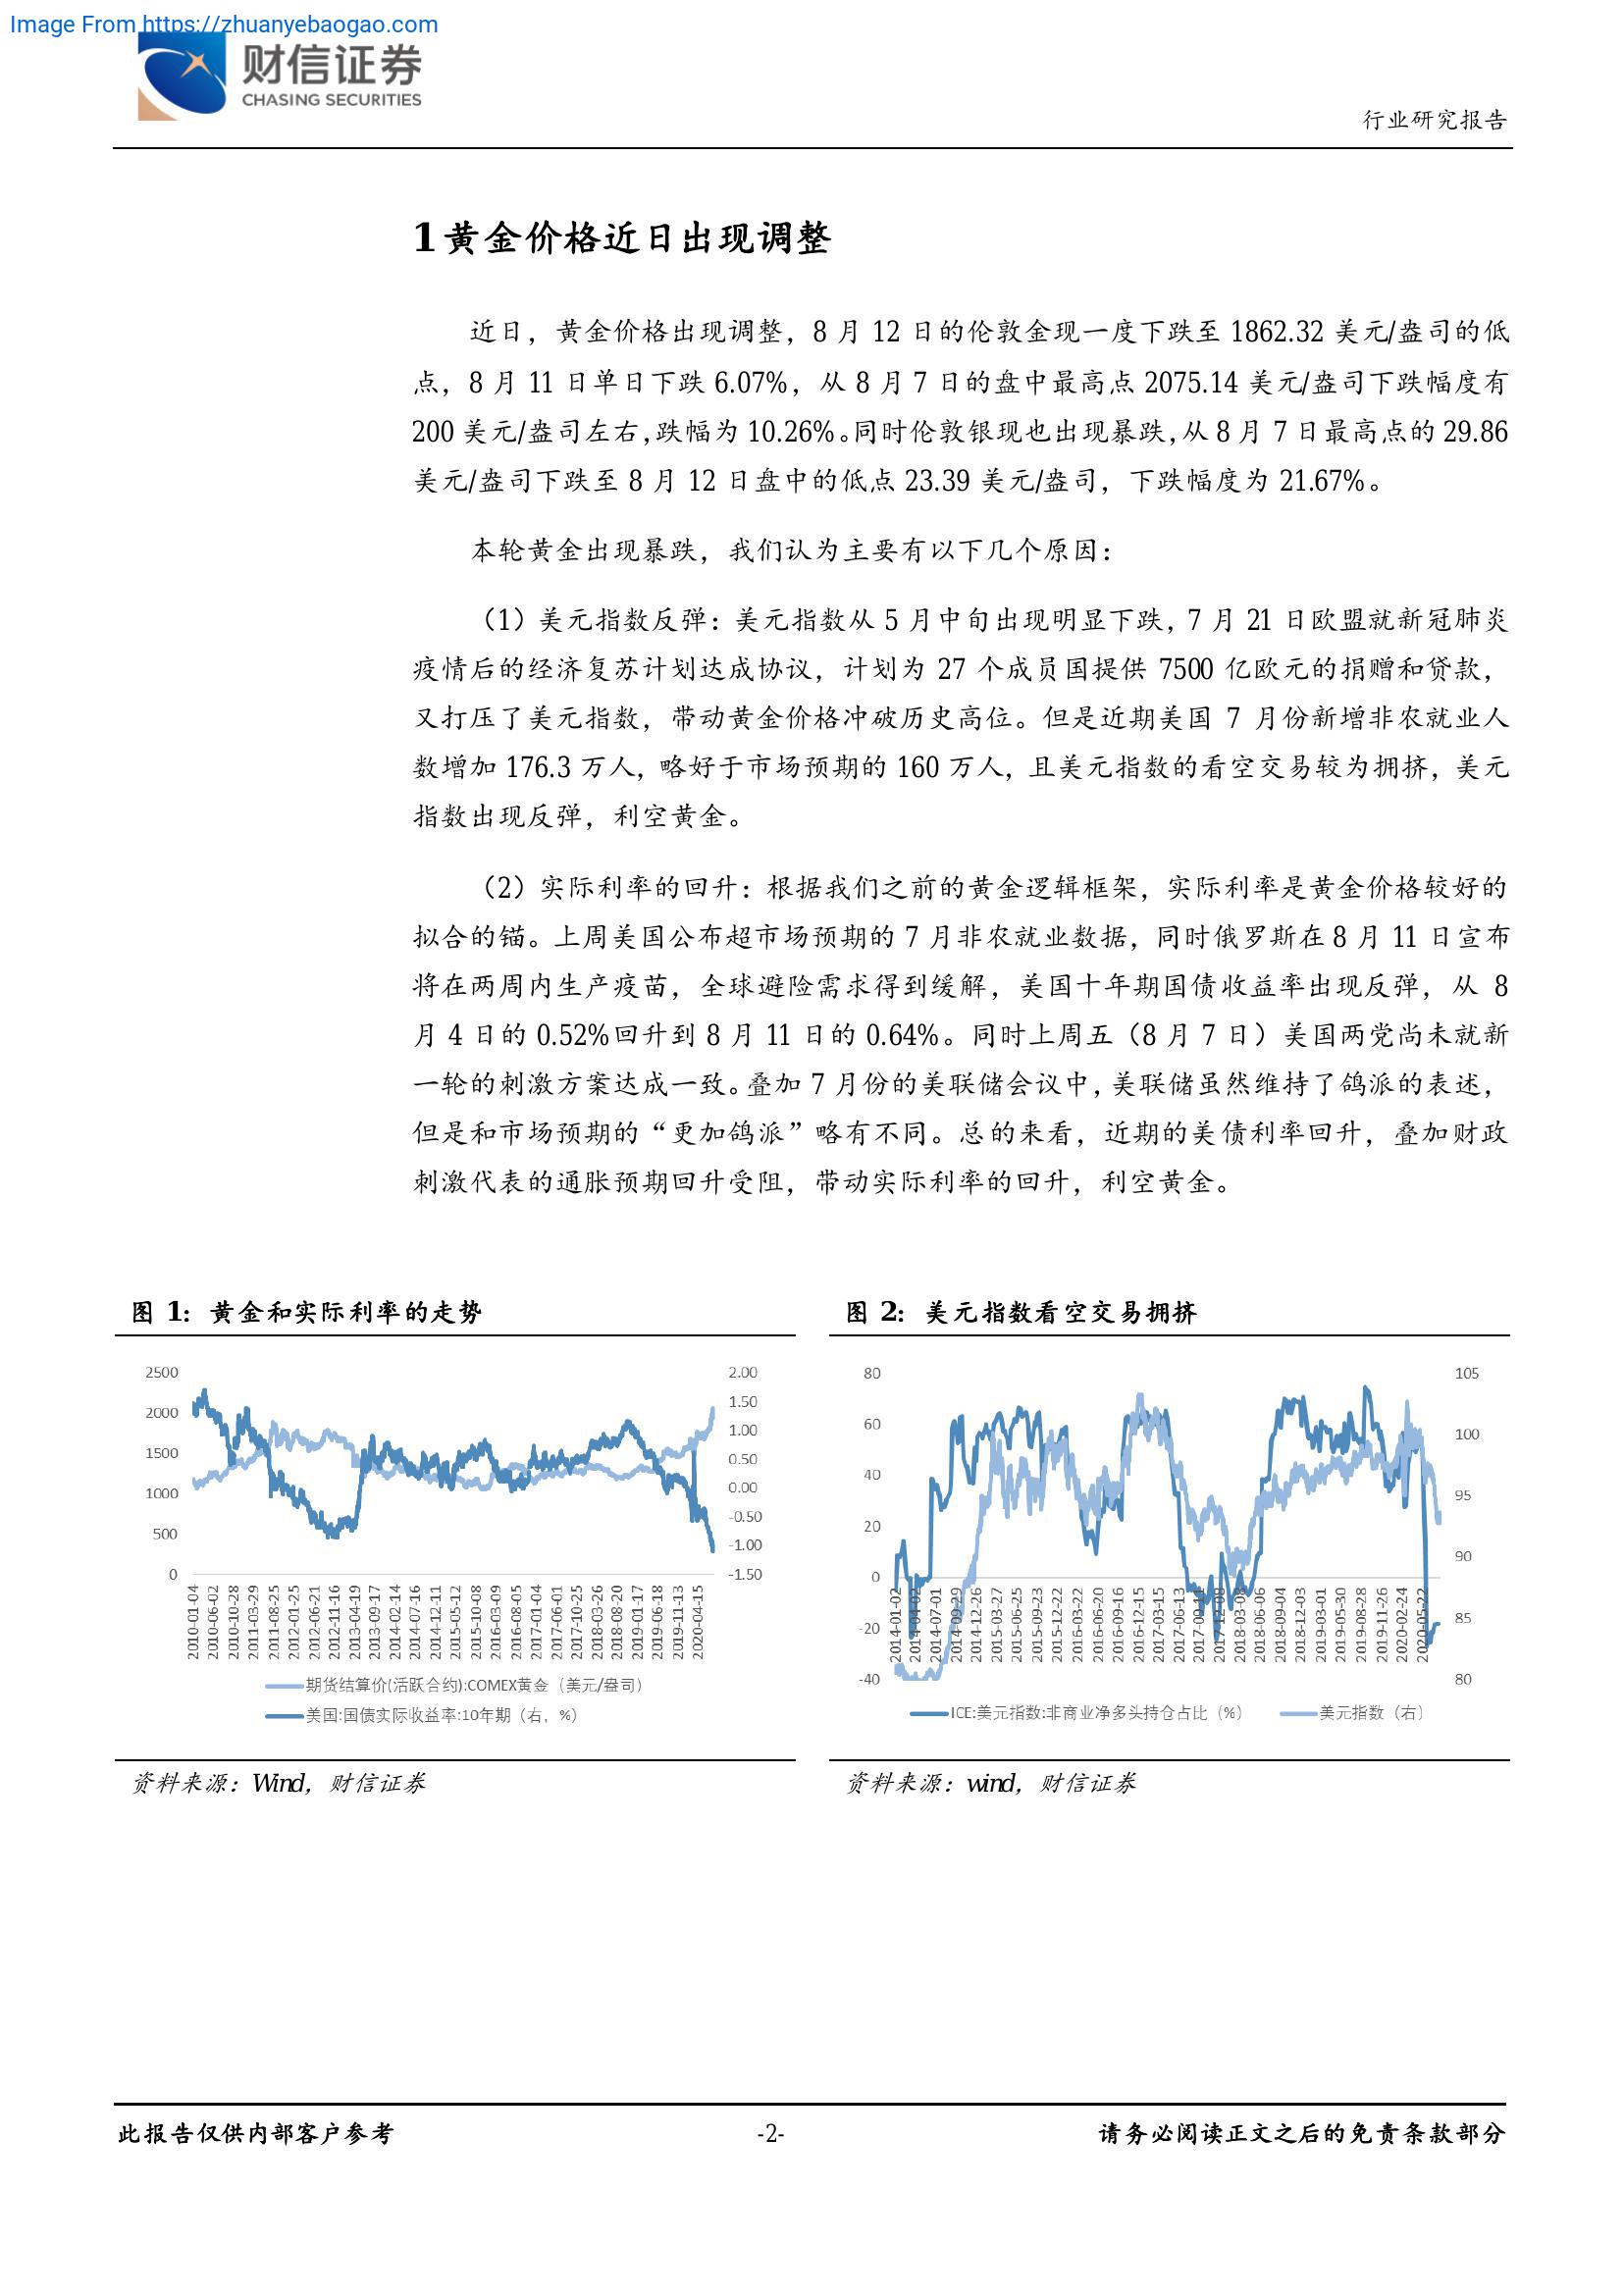 Image From https://zhuanyebaogao.com
财信证券
CHASING SECURITIES
行业研究报告
1 黄金价格近日出现调整
近日，黄金价格出现调整，8 月 12 日的伦敦金现一度下跌至 1862.32 美元/盎司的低
点，8 月 11 日单日下跌 6.07%，从 8 月 7 日的盘中最高点 2075.14 美元/盎司下跌幅度有
200 美元/盎司左右，跌幅为 10.26%。同时伦敦银现也出现暴跌，从 8 月 7 日最高点的 29.86
美元/盎司下跌至 8 月 12 日盘中的低点 23.39 美元/盎司，下跌幅度为 21.67%。
本轮黄金出现暴跌，我们认为主要有以下几个原因：
（1）美元指数反弹：美元指数从 5 月中旬出现明显下跌，7 月 21 日欧盟就新冠肺炎
疫情后的经济复苏计划达成协议，计划为 27 个成员国提供 7500 亿欧元的捐赠和贷款，
又打压了美元指数，带动黄金价格冲破历史高位。但是近期美国 7 月份新增非农就业人
数增加 176.3 万人，略好于市场预期的 160 万人，且美元指数的看空交易较为拥挤，美元
指数出现反弹，利空黄金。
（2）实际利率的回升：根据我们之前的黄金逻辑框架，实际利率是黄金价格较好的
拟合的锚。上周美国公布超市场预期的 7 月非农就业数据，同时俄罗斯在 8 月 11 日宣布
将在两周内生产疫苗，全球避险需求得到缓解，美国十年期国债收益率出现反弹，从 8
月 4 日的 0.52%回升到 8 月 11 日的 0.64%。同时上周五（8 月 7 日）美国两党尚未就新
一轮的刺激方案达成一致。叠加 7 月份的美联储会议中，美联储虽然维持了鸽派的表述，
但是和市场预期的“更加鸽派”略有不同。总的来看，近期的美债利率回升，叠加财政
刺激代表的通胀预期回升受阻，带动实际利率的回升，利空黄金。
图 1：黄金和实际利率的走势
2500
2000
1500
1000
500
0
2.00
1.50
1.00
0.50
0.00
-0.50
-1.00
-1.50
2010-01-04
2010-06-02
2010-10-28
2011-03-29
2011-08-25
2012-01-25
2012-06-21
2012-11-16
2013-04-19
2013-09-17
2014-02-14
2014-07-16
2014-12-11
2015-05-12
2015-10-08
2016-03-09
2016-08-05
2017-01-04
2017-06-01
2017-10-25
2018-03-26
2018-08-20
2019-01-17
2019-06-18
2019-11-13
2020-04-15
期货结算价(活跃合约):COMEX黄金（美元/盎司）
美国:国债实际收益率:10年期（右，%）
资料来源：Wind，财信证券
图 2：美元指数看空交易拥挤
80
60
40
20
0
-20
-40
105
100
95
90
85
80
2014-01-02
2014-04-02
2014-07-01
2014-09-29
2014-12-26
2015-03-27
2015-06-25
2015-09-23
2015-12-22
2016-03-22
2016-06-20
2016-09-16
2016-12-15
2017-03-15
2017-06-13
2017-09-11
2017-12-08
2018-03-08
2018-06-06
2018-09-04
2018-12-03
2019-03-01
2019-05-30
2019-08-28
2019-11-26
2020-02-24
2020-05-22
ICE:美元指数:非商业净多头持仓占比（%）
美元指数（右）
资料来源：wind，财信证券
此报告仅供内部客户参考
-2-
请务必阅读正文之后的免责条款部分